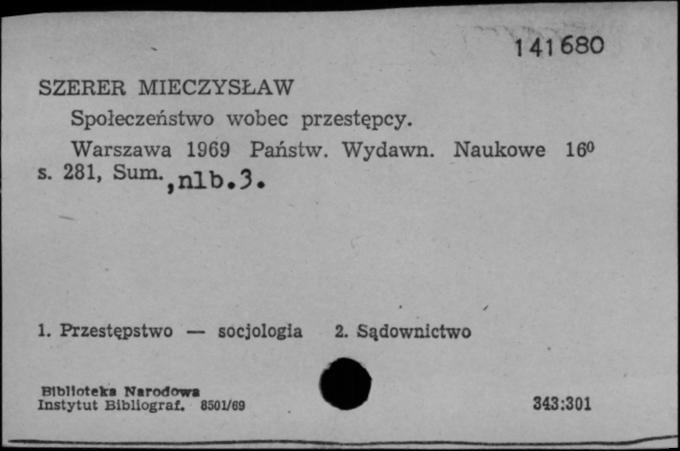 141680
SZERER MIECZYSŁAW
Społeczeństwo wobec przestępcy.
Warszawa 1969 Państw. Wydawn. Naukowe 16⁰
s. 281, Sum. ,nlb.3.
1. Przestępstwo — socjologia 2. Sądownictwo
Biblioteka Narodowa
Instytut Bibliograf. 8501/69
343:301